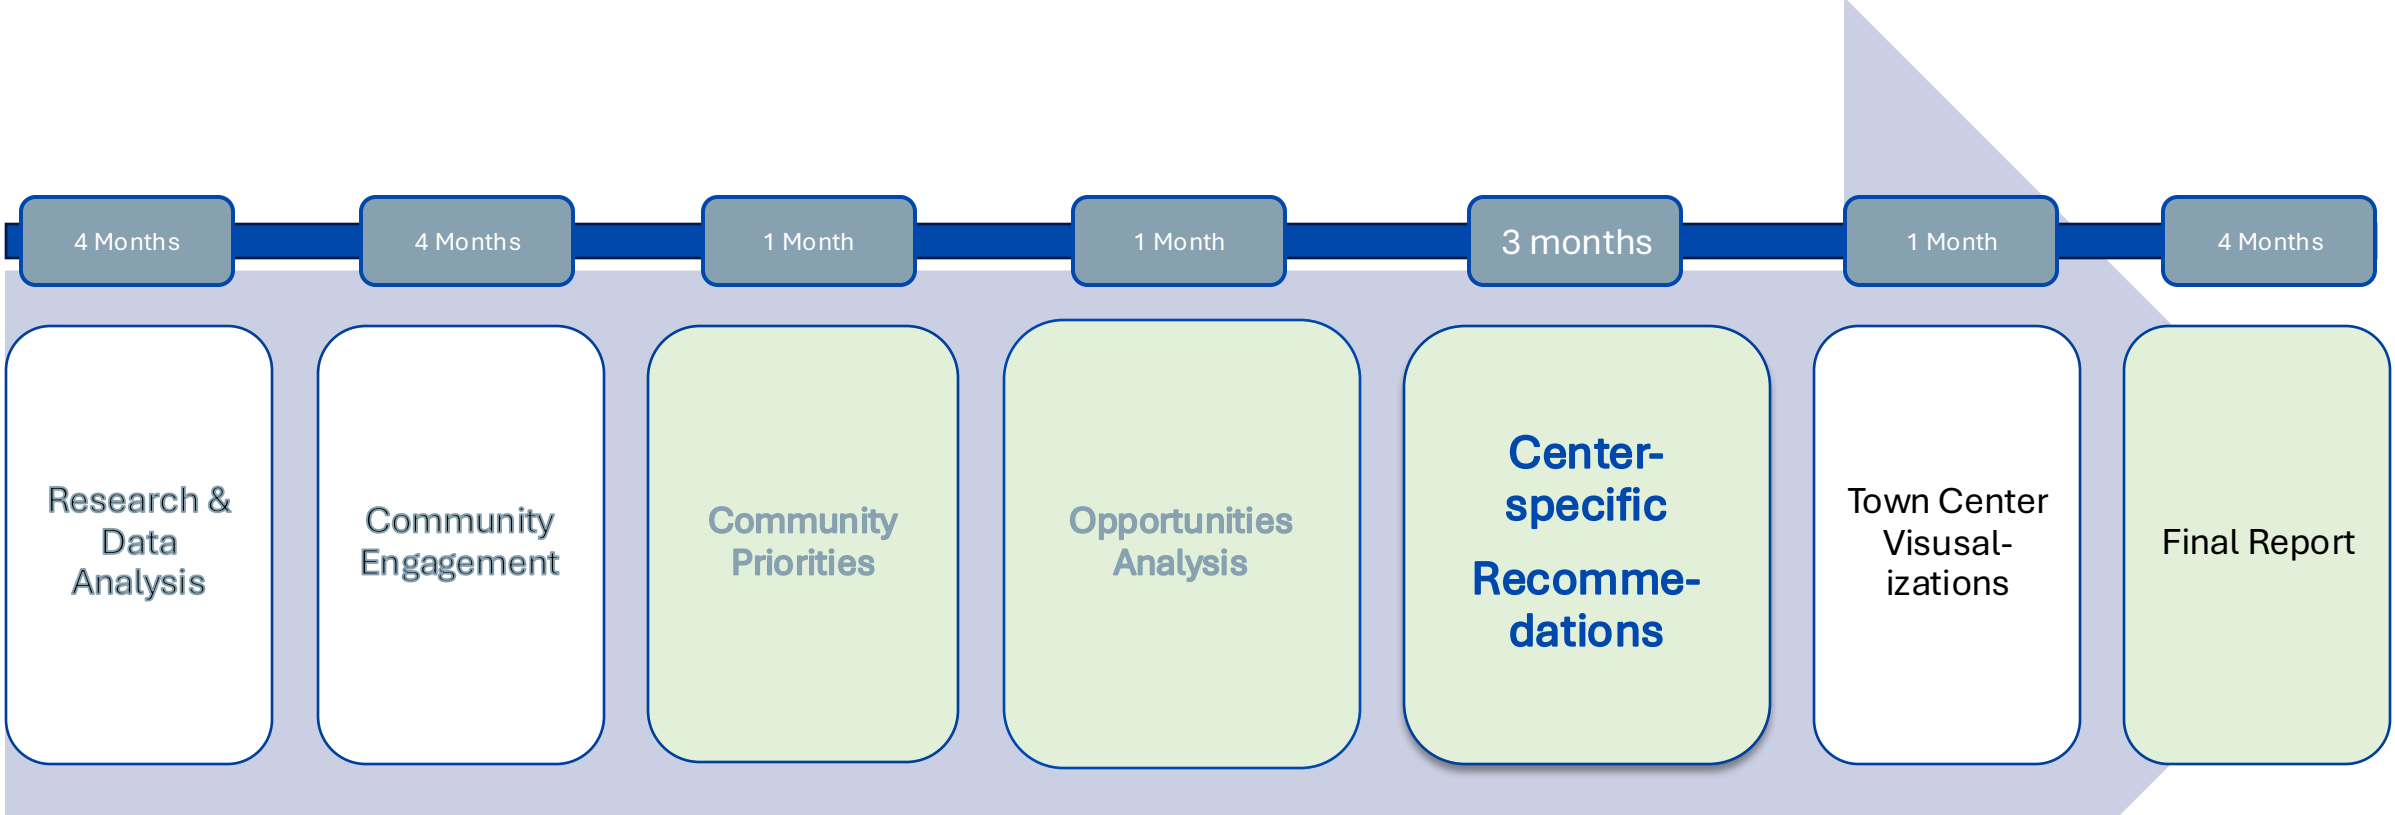 4 Months
4 Months
1 Month
1 Month
3 months
1 Month
4 Months
Research &
Data
Analysis
Community
Engagement
Community
Priorities
Opportunities
Analysis
Center-
specific
Recomme-
dations
Town Center
Visusal-
izations
Final Report